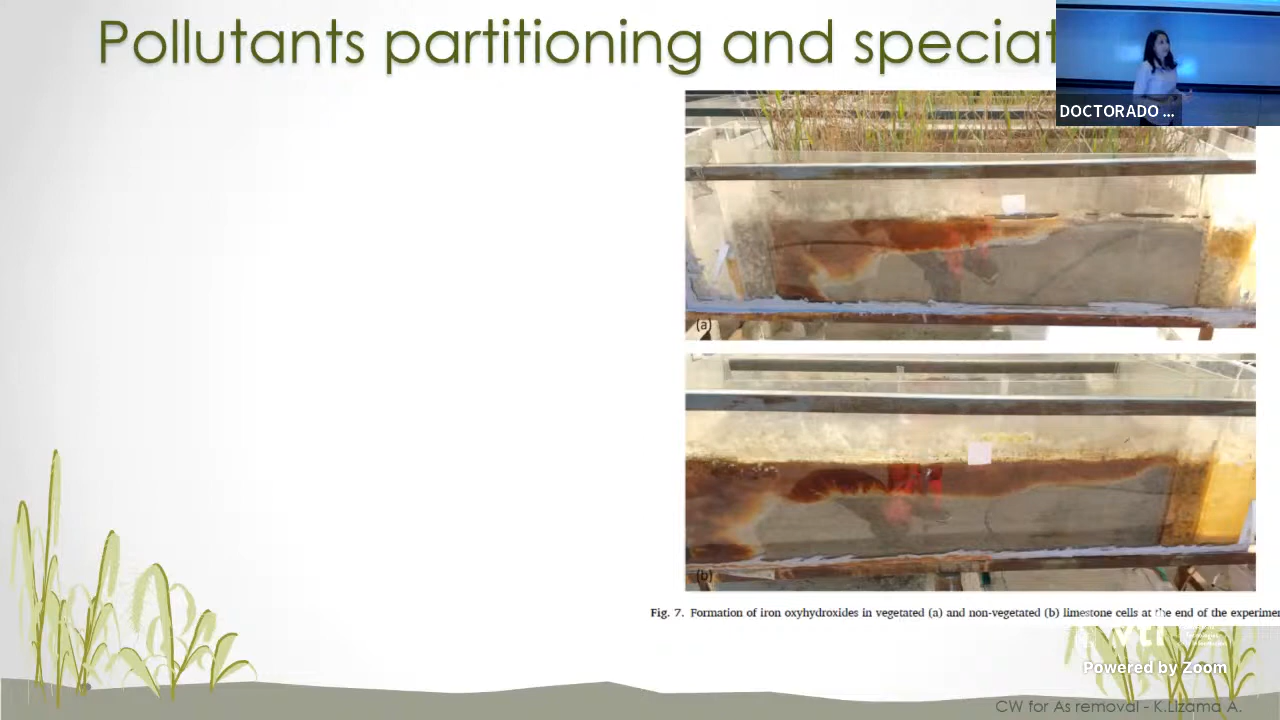 Pollutants partitioning and speciat
DOCTORADO ...
(a)
(b)
Fig. 7. Formation of iron oxyhydroxides in vegetated (a) and non-vegetated (b) limestone cells at the end of the experimen
Powered by Zoom
CW for As removal - K.Lizama A.